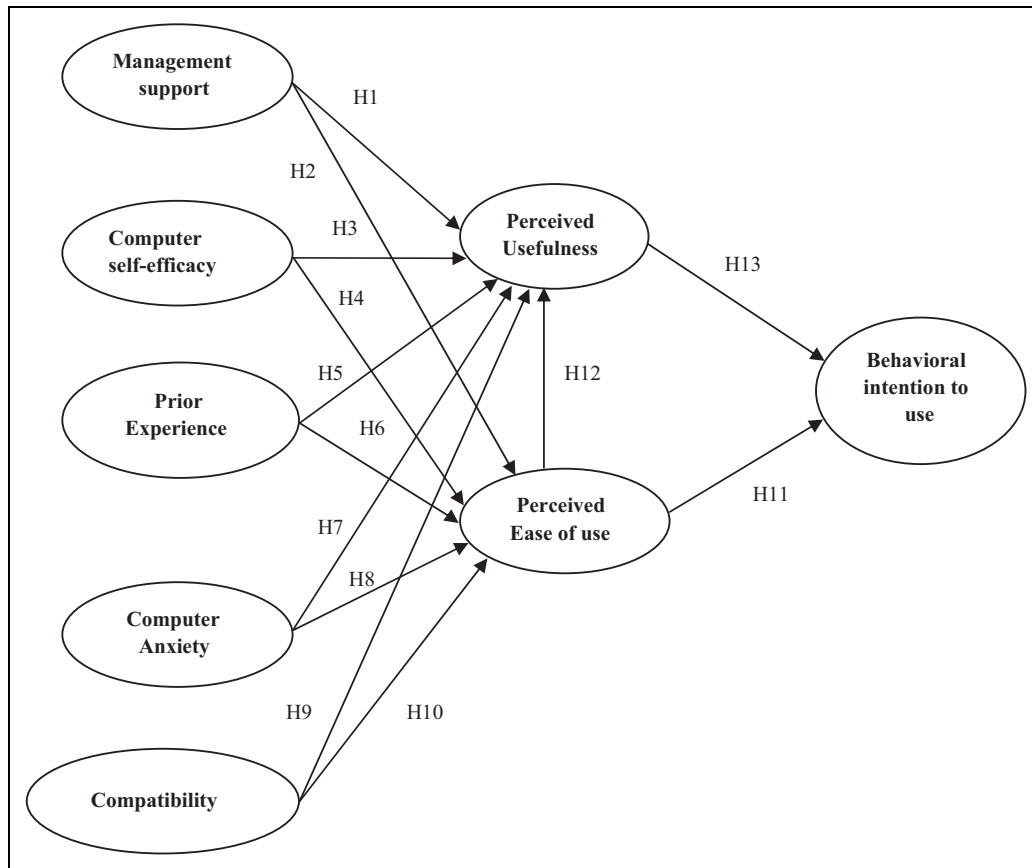 Management
support
H1
H2
Computer
self-efficacy
H3
H4
Perceived
Usefulness
H13
Prior
Experience
H5
H6
H12
Behavioral
intention to
use
Perceived
Ease of use
H11
Computer
Anxiety
H7
H8
Compatibility
H9
H10